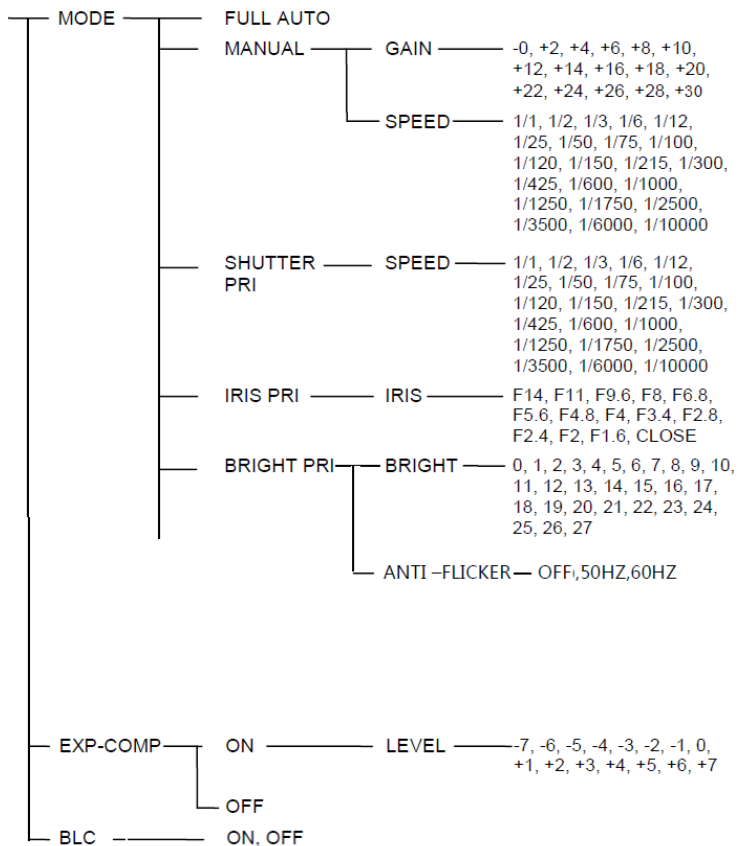 MODE FULL AUTO
MANUAL GAIN -0, +2, +4, +6, +8, +10,
+12, +14, +16, +18, +20,
+22, +24, +26, +28, +30
SPEED 1/1, 1/2, 1/3, 1/6, 1/12,
1/25, 1/50, 1/75, 1/100,
1/120, 1/150, 1/215, 1/300,
1/425, 1/600, 1/1000,
1/1250, 1/1750, 1/2500,
1/3500, 1/6000, 1/10000
SHUTTER SPEED 1/1, 1/2, 1/3, 1/6, 1/12,
PRI 1/25, 1/50, 1/75, 1/100,
1/120, 1/150, 1/215, 1/300,
1/425, 1/600, 1/1000,
1/1250, 1/1750, 1/2500,
1/3500, 1/6000, 1/10000
IRIS PRI IRIS F14, F11, F9.6, F8, F6.8,
F5.6, F4.8, F4, F3.4, F2.8,
F2.4, F2, F1.6, CLOSE
BRIGHT PRI BRIGHT 0, 1, 2, 3, 4, 5, 6, 7, 8, 9, 10,
11, 12, 13, 14, 15, 16, 17,
18, 19, 20, 21, 22, 23, 24,
25, 26, 27
ANTI –FLICKER OFF,50HZ,60HZ
EXP-COMP ON LEVEL -7, -6, -5, -4, -3, -2, -1, 0,
+1, +2, +3, +4, +5, +6, +7
OFF
BLC ON, OFF